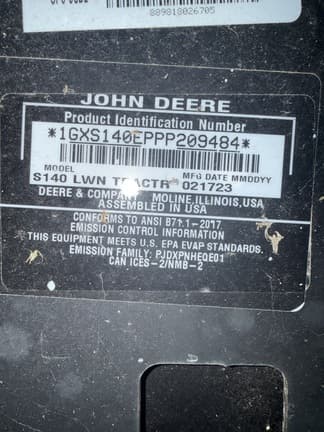 889818026705
JOHN DEERE
Product Identification Number
*1GXS140EPPP209484*
MODEL DATE MMDDYY
S140 LWN TRACTR 021723
DEERE & COMPANY MOLINE, ILLINOIS, USA
ASSEMBLED IN USA
CONFORMS TO ANSI B71.1-2017
EMISSION CONTROL INFORMATION
THIS EQUIPMENT MEETS U.S. EPA EVAP STANDARDS.
EMISSION FAMILY: PJDXPNHEQE01
CAN ICES-2/NMB-2